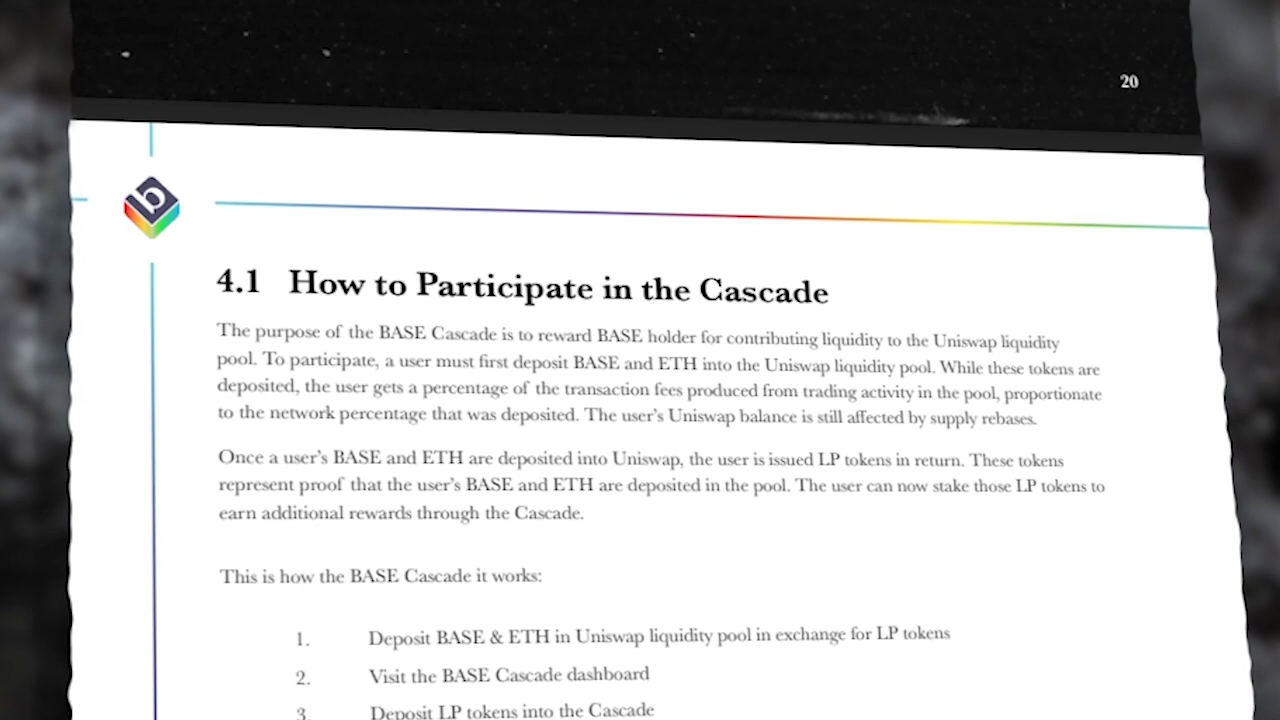 20
b
4.1 How to Participate in the Cascade
The purpose of the BASE Cascade is to reward BASE holder for contributing liquidity to the Uniswap liquidity
pool. To participate, a user must first deposit BASE and ETH into the Uniswap liquidity pool. While these tokens are
deposited, the user gets a percentage of the transaction fees produced from trading activity in the pool, proportionate
to the network percentage that was deposited. The user's Uniswap balance is still affected by supply rebases.
Once a user's BASE and ETH are deposited into Uniswap, the user is issued LP tokens in return. These tokens
represent proof that the user's BASE and ETH are deposited in the pool. The user can now stake those LP tokens to
earn additional rewards through the Cascade.
This is how the BASE Cascade it works:
1. Deposit BASE & ETH in Uniswap liquidity pool in exchange for LP tokens
2. Visit the BASE Cascade dashboard
3. Deposit LP tokens into the Cascade